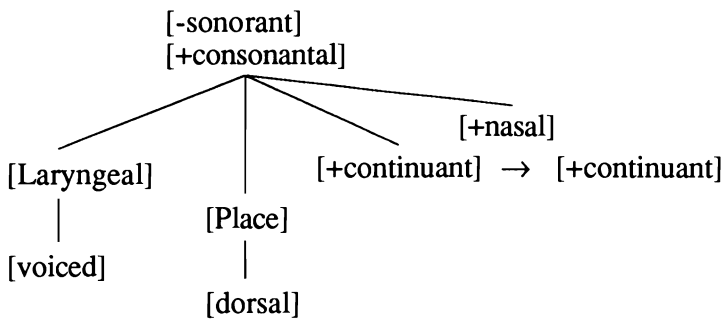 [-sonorant]
[+consonantal]
[+nasal]
[Laryngeal] [+continuant] → [+continuant]
[Place]
[voiced]
[dorsal]